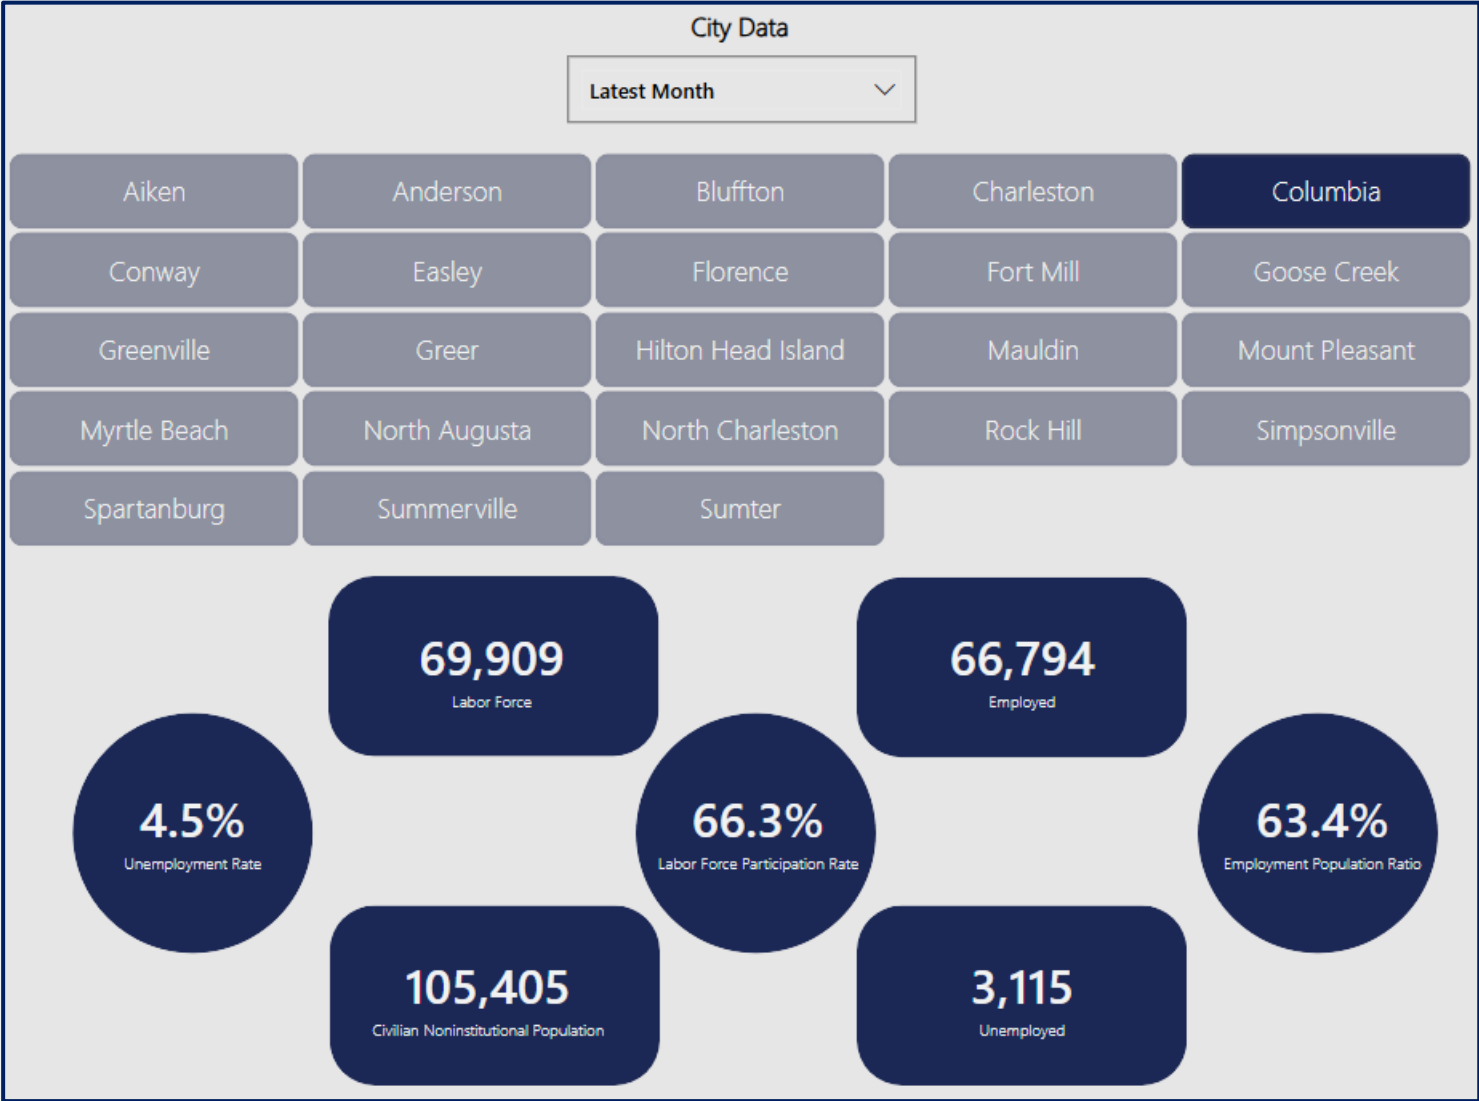 City Data
Latest Month
Aiken
Anderson
Bluffton
Charleston
Columbia
Conway
Easley
Florence
Fort Mill
Goose Creek
Greenville
Greer
Hilton Head Island
Mauldin
Mount Pleasant
Myrtle Beach
North Augusta
North Charleston
Rock Hill
Simpsonville
Spartanburg
Summerville
Sumter
69,909
Labor Force
66,794
Employed
4.5%
Unemployment Rate
66.3%
Labor Force Participation Rate
63.4%
Employment Population Ratio
105,405
Civilian Noninstitutional Population
3,115
Unemployed